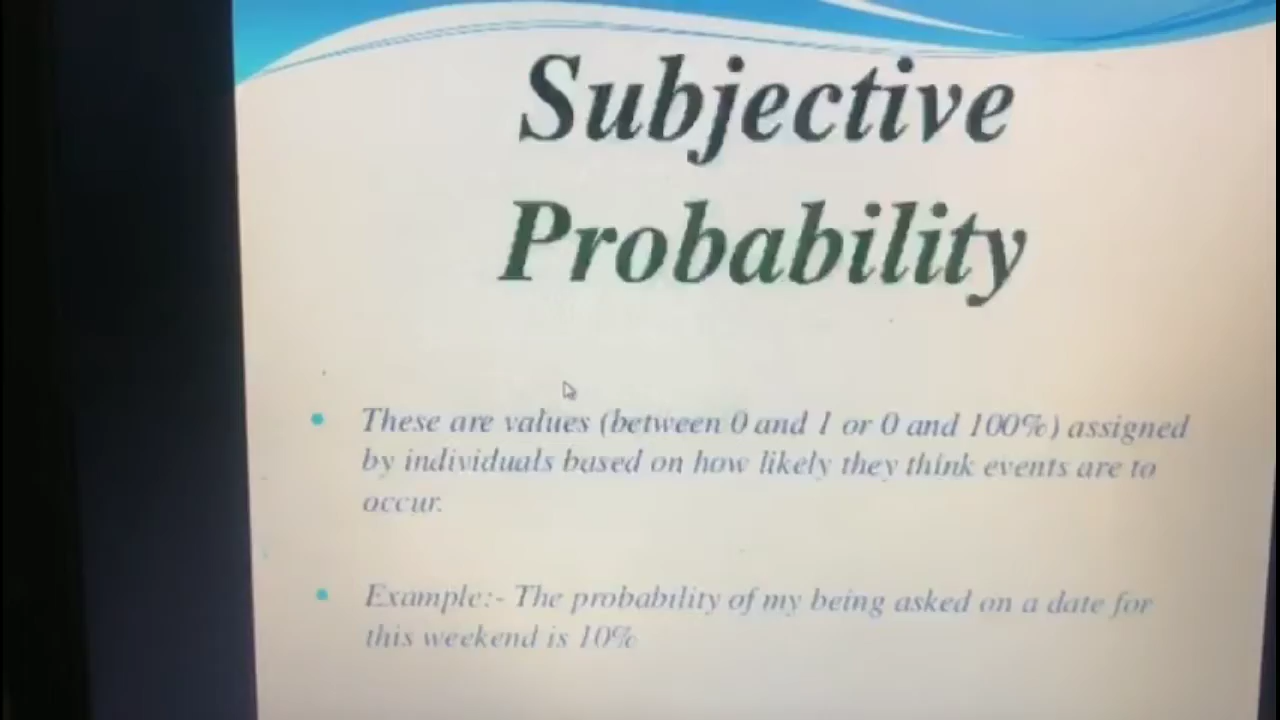 Subjective
Probability
These are values (between 0 and 1 or 0 and 100%) assigned
by individuals based on how likely they think events are to
occur.
Example:- The probability of my being asked on a date for
this weekend is 10%